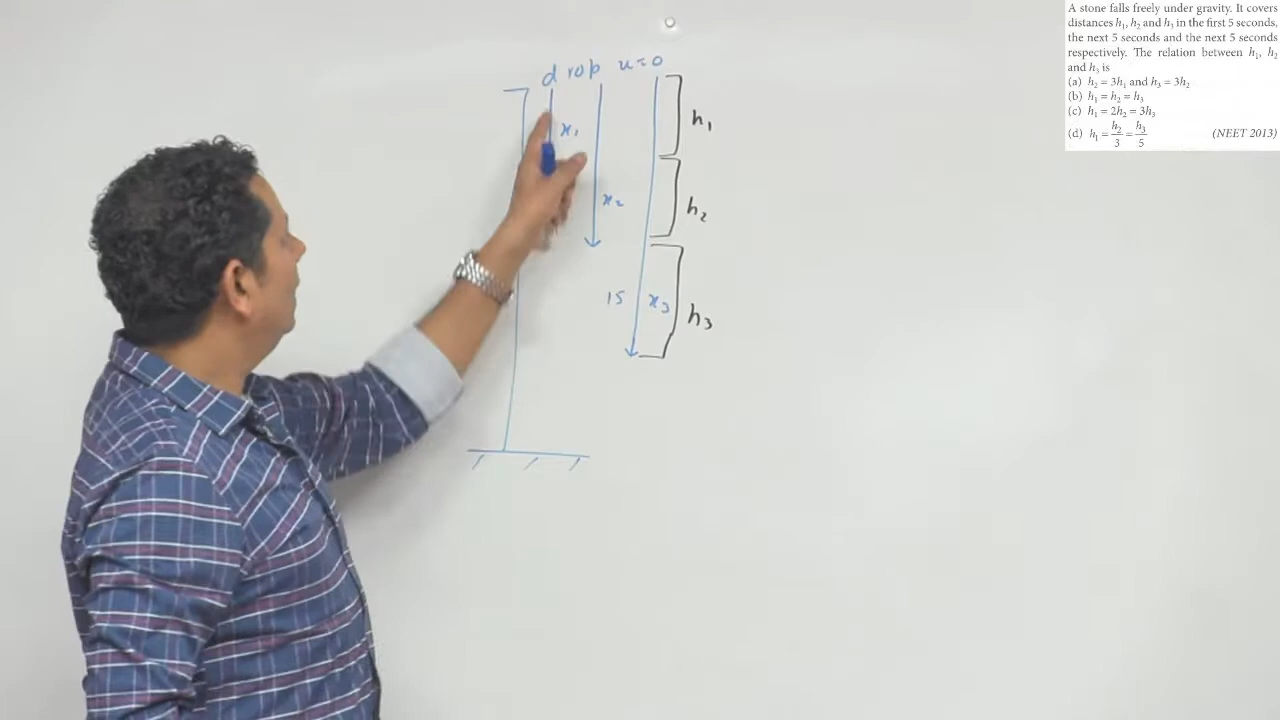 A stone falls freely under gravity. It covers
distances h₁, h₂ and h₃ in the first 5 seconds,
the next 5 seconds and the next 5 seconds
respectively. The relation between h₁, h₂
and h₃ is
(a) h₂ = 3h₁ and h₃ = 3h₂
(b) h₁ = h₂ = h₃
(c) h₁ = 2h₂ = 3h₃
(d) h₁ = h₂/3 = h₃/5 (NEET 2013)
drop u=0
x₁
h₁
x₂
h₂
15 x₃
h₃